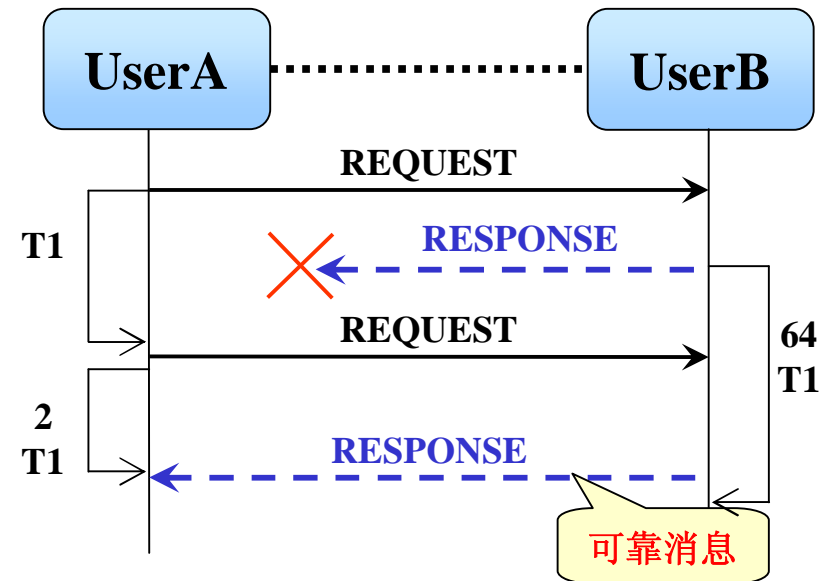 UserA
UserB
REQUEST
T1
RESPONSE
REQUEST
64
T1
2
T1
RESPONSE
可靠消息